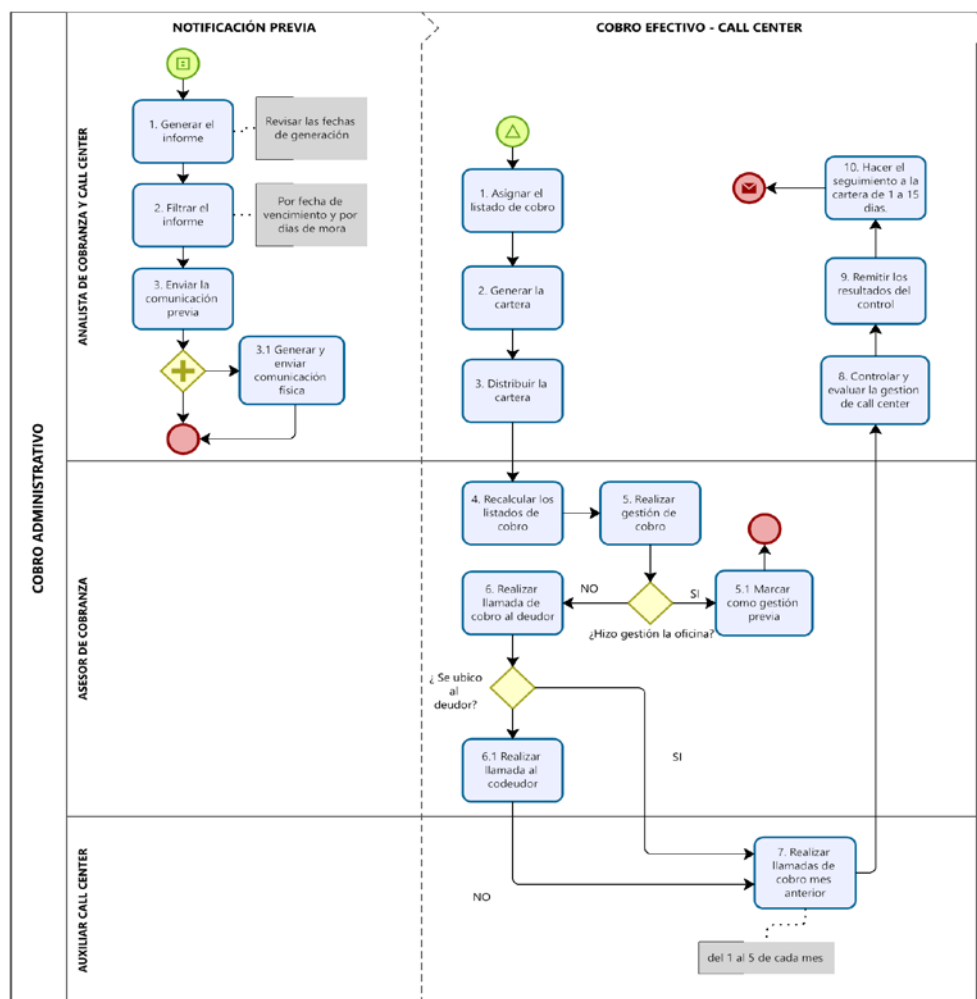 NOTIFICACIÓN PREVIA
COBRO EFECTIVO - CALL CENTER
COBRO ADMINISTRATIVO
ANALISTA DE COBRANZA Y CALL CENTER
1. Generar el
informe
Revisar las fechas
de generación
2. Filtrar el
informe
Por fecha de
vencimiento y por
días de mora
3. Enviar la
comunicación
previa
3.1 Generar y
enviar
comunicación
física
1. Asignar el
listado de cobro
2. Generar la
cartera
3. Distribuir la
cartera
10. Hacer el
seguimiento a la
cartera de 1 a 15
dias.
9. Remitir los
resultados del
control
8. Controlar y
evaluar la gestion
de call center
ASESOR DE COBRANZA
4. Recalcular los
listados de
cobro
5. Realizar
gestión de
cobro
6. Realizar
llamada de
cobro al deudor
NO
SI
5.1 Marcar
como gestión
previa
¿Hizo gestión la oficina?
¿ Se ubico
al
deudor?
6.1 Realizar
llamada al
codeudor
SI
AUXILIAR CALL CENTER
7. Realizar
llamadas de
cobro mes
anterior
NO
del 1 al 5 de cada mes